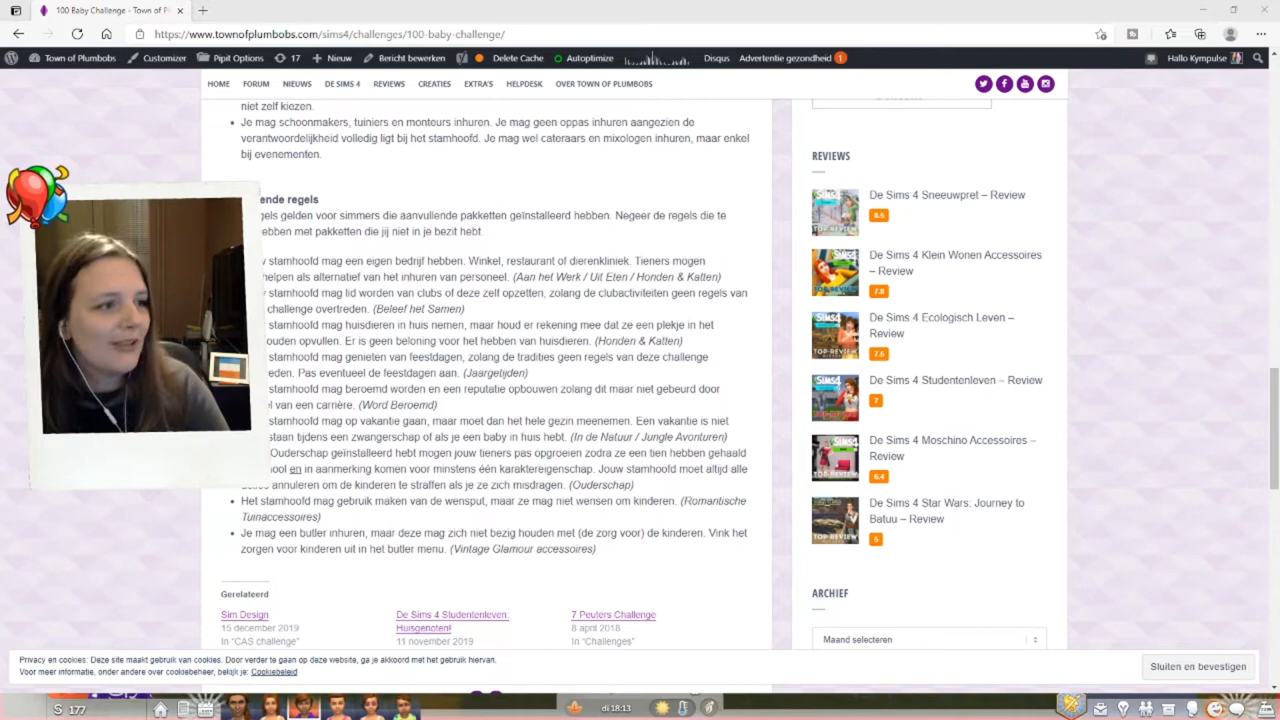 100 Baby Challenge - Town of P
https://www.townofplumbobs.com/sims4/challenges/100-baby-challenge/
Town of Plumbobs Customizer Pipit Options 17 Nieuw Bericht bewerken Delete Cache Autoptimize Disqus Advertentie gezondheid 1 Hallo Kympulse
HOME FORUM NIEUWS DE SIMS 4 REVIEWS CREATIES EXTRA'S HELPDESK OVER TOWN OF PLUMBOBS
niet zelf kiezen.
• Je mag schoonmakers, tuiniers en monteurs inhuren. Je mag geen oppas inhuren aangezien de
verantwoordelijkheid volledig ligt bij het stamhoofd. Je mag wel cateraars en mixologen inhuren, maar enkel
bij evenementen.
ende regels
gels gelden voor simmers die aanvullende pakketten geïnstalleerd hebben. Negeer de regels die te
hebben met pakketten die jij niet in je bezit hebt.
stamhoofd mag een eigen bedrijf hebben. Winkel, restaurant of dierenkliniek. Tieners mogen
helpen als alternatief van het inhuren van personeel. (Aan het Werk / Uit Eten / Honden & Katten)
stamhoofd mag lid worden van clubs of deze zelf opzetten, zolang de clubactiviteiten geen regels van
challenge overtreden. (Beleef het Samen)
stamhoofd mag huisdieren in huis nemen, maar houd er rekening mee dat ze een plekje in het
ouden opvullen. Er is geen beloning voor het hebben van huisdieren. (Honden & Katten)
stamhoofd mag genieten van feestdagen, zolang de tradities geen regels van deze challenge
reden. Pas eventueel de feestdagen aan. (Jaargetijden)
stamhoofd mag beroemd worden en een reputatie opbouwen zolang dit maar niet gebeurd door
el van een carrière. (Word Beroemd)
stamhoofd mag op vakantie gaan, maar moet dan het hele gezin meenemen. Een vakantie is niet
staan tijdens een zwangerschap of als je een baby in huis hebt. (In de Natuur / Jungle Avonturen)
Ouderschap geïnstalleerd hebt mogen jouw tieners pas opgroeien zodra ze een tien hebben gehaald
hool en in aanmerking komen voor minstens één karaktereigenschap. Jouw stamhoofd moet altijd alle
annuleren om de kinderen te straffen als je ze zich misdragen. (Ouderschap)
• Het stamhoofd mag gebruik maken van de wensput, maar ze mag niet wensen om kinderen. (Romantische
Tuinaccessoires)
• Je mag een butler inhuren, maar deze mag zich niet bezig houden met (de zorg voor) de kinderen. Vink het
zorgen voor kinderen uit in het butler menu. (Vintage Glamour accessoires)
Gerelateerd
Sim Design
15 december 2019
In "CAS challenge"
De Sims 4 Studentenleven:
Huisgenoten!
11 november 2019
7 Peuters Challenge
8 april 2018
In "Challenges"
REVIEWS
De Sims 4 Sneeuwpret – Review
8.5
De Sims 4 Klein Wonen Accessoires
– Review
7.8
De Sims 4 Ecologisch Leven –
Review
7.6
De Sims 4 Studentenleven – Review
7
De Sims 4 Moschino Accessoires –
Review
6,4
De Sims 4 Star Wars: Journey to
Batuu – Review
5
ARCHIEF
Maand selecteren
Privacy en cookies: Deze site maakt gebruik van cookies. Door verder te gaan op deze website, ga je akkoord met het gebruik hiervan.
Voor meer informatie, onder andere over cookiebeheer, bekijk je: Cookiebeleid
Sluiten en bevestigen
S 177
di 18:13